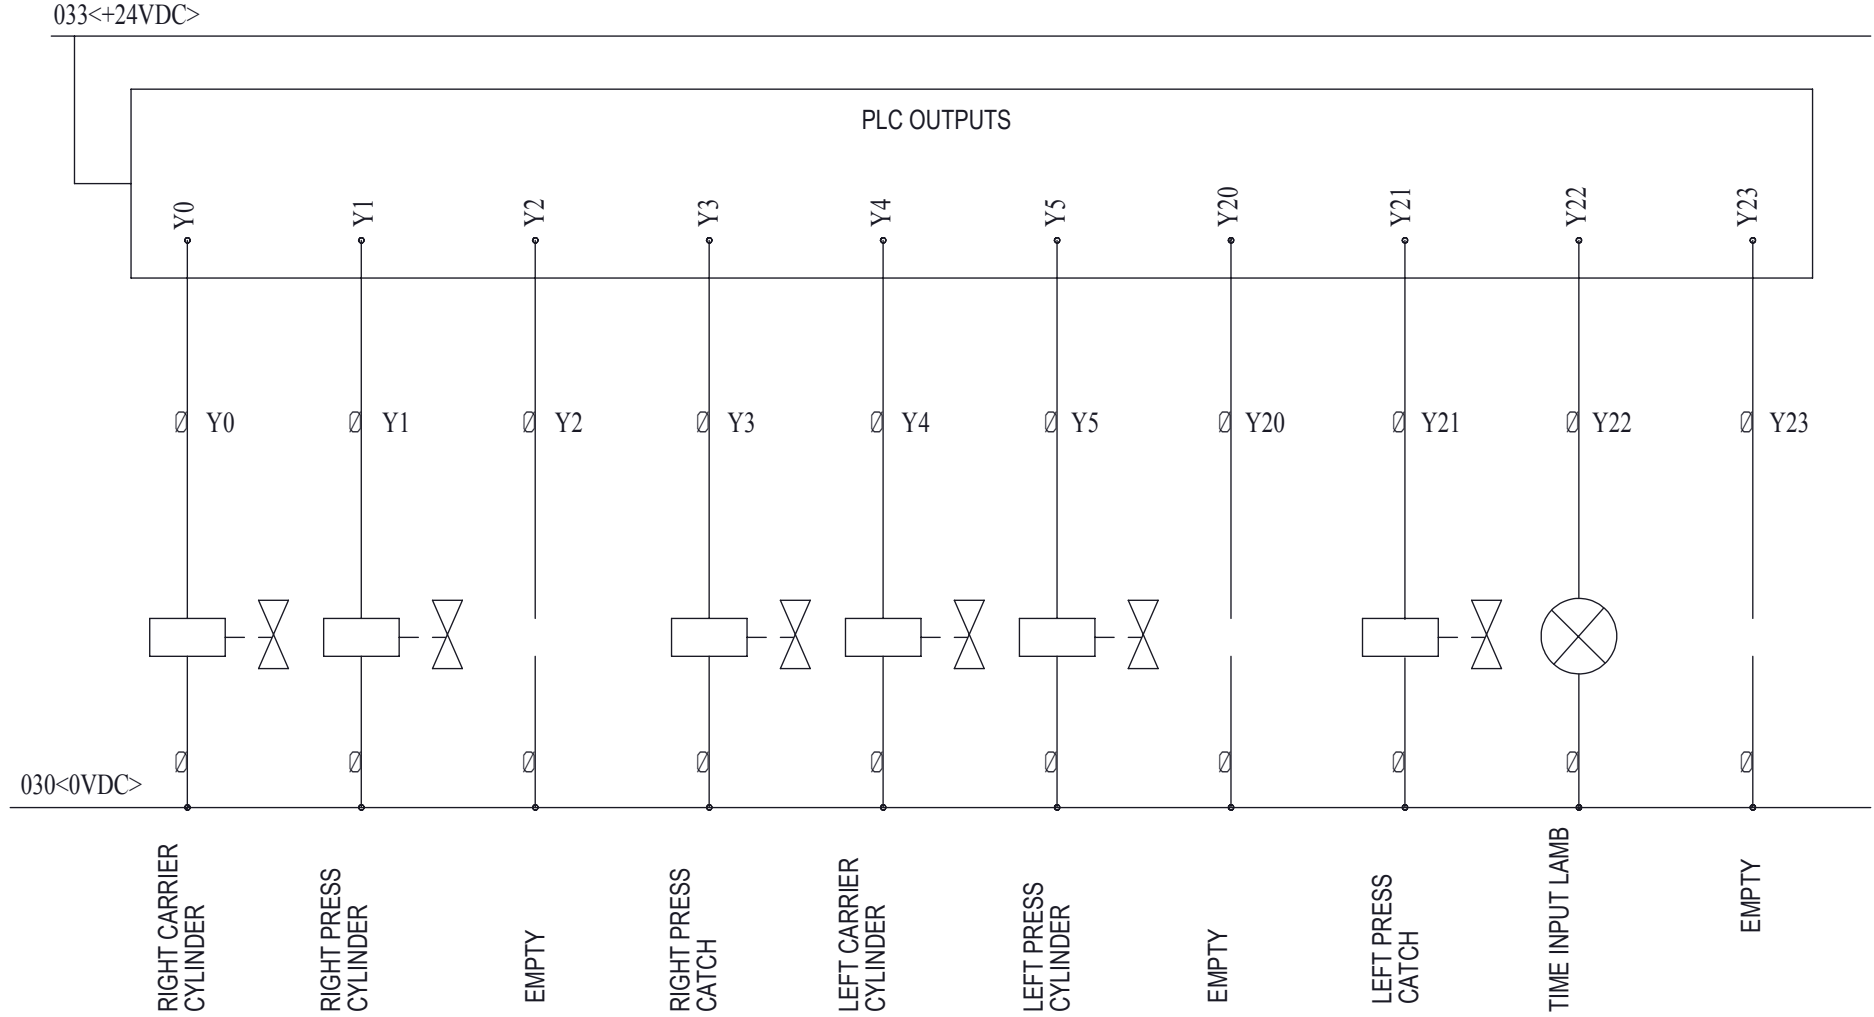 033<+24VDC>
PLC OUTPUTS
Y0
Y1
Y2
Y3
Y4
Y5
Y20
Y21
Y22
Y23
Y0
Y1
Y2
Y3
Y4
Y5
Y20
Y21
Y22
Y23
030<0VDC>
RIGHT CARRIER
CYLINDER
RIGHT PRESS
CYLINDER
EMPTY
RIGHT PRESS
CATCH
LEFT CARRIER
CYLINDER
LEFT PRESS
CYLINDER
EMPTY
LEFT PRESS
CATCH
TIME INPUT LAMB
EMPTY